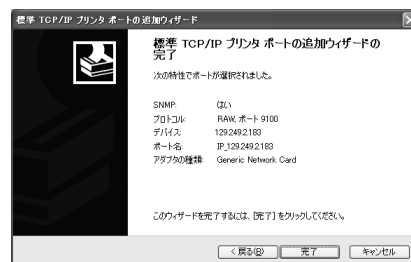 標準 TCP/IP プリンタ ポートの追加ウィザード
標準 TCP/IP プリンタ ポートの追加ウィザードの
完了
次の特性でポートが選択されました。
SNMP: はい
プロトコル: RAW, ポート 9100
デバイス: 129.249.2.183
ポート名: IP_129.249.2.183
アダプタの種類: Generic Network Card
このウィザードを完了するには、[完了] をクリックしてください。
< 戻る(B) 完了 キャンセル